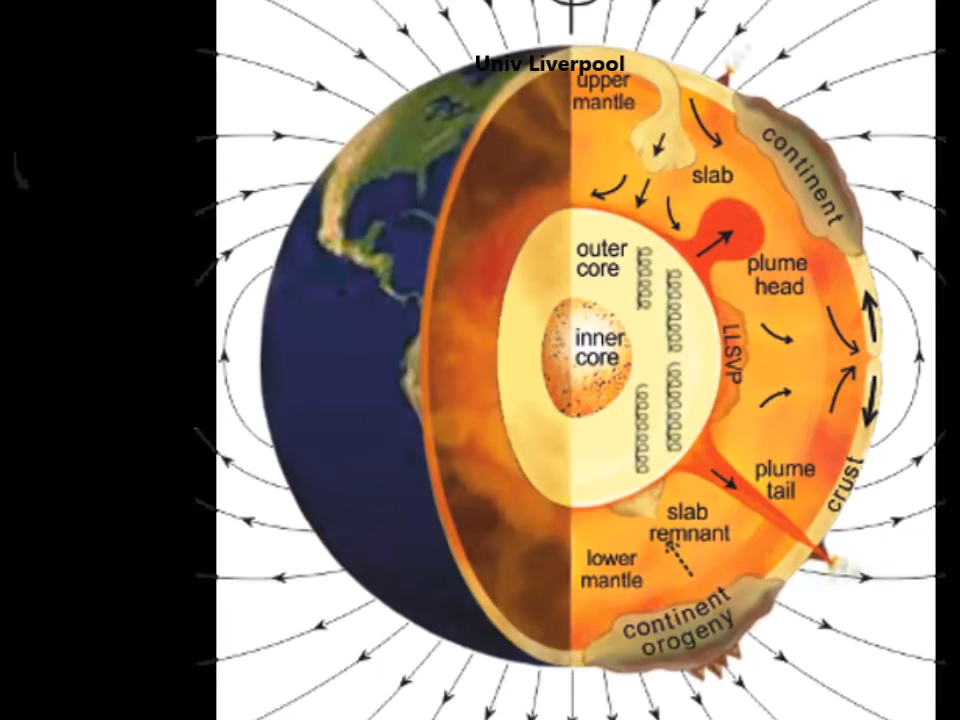 Univ Liverpool
upper
mantle
continent
slab
outer
core
plume
head
inner
core
LLSVP
plume
tail
crust
slab
remnant
lower
mantle
continent
orogeny